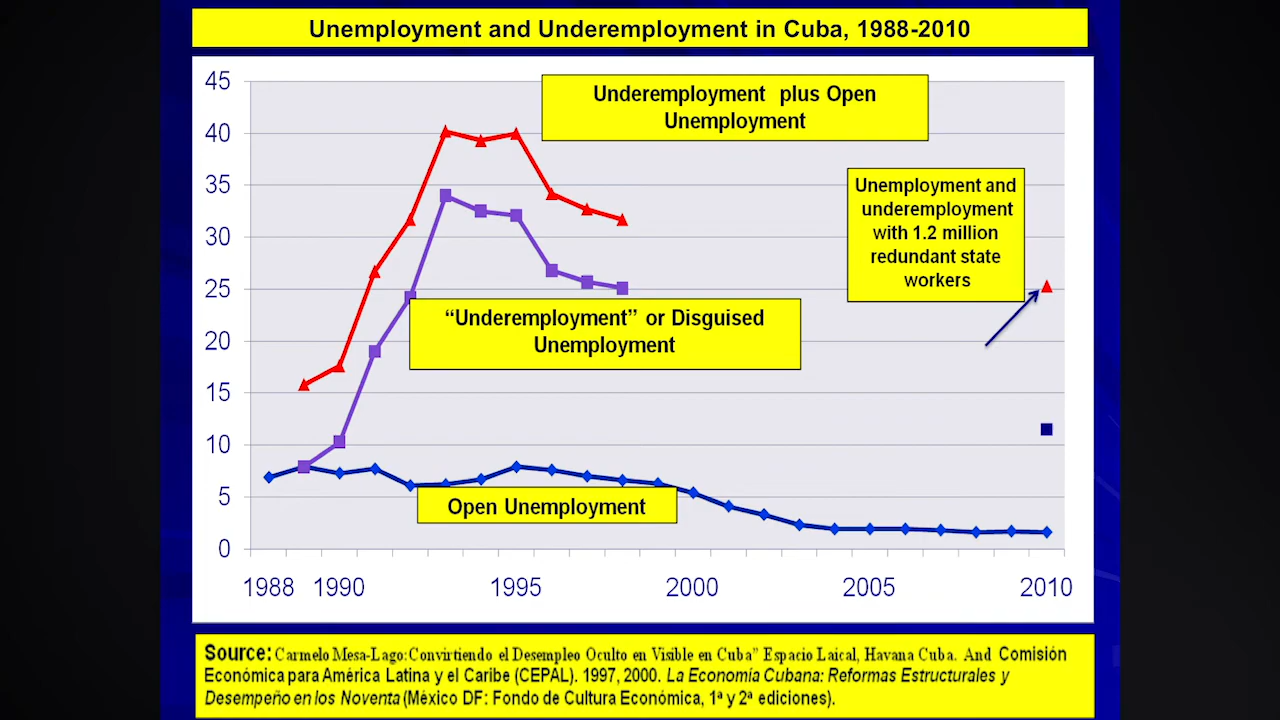 Unemployment and Underemployment in Cuba, 1988-2010
45
40
35
30
25
20
15
10
5
0
Underemployment plus Open
Unemployment
Unemployment and
underemployment
with 1.2 million
redundant state
workers
“Underemployment” or Disguised
Unemployment
Open Unemployment
1988 1990 1995 2000 2005 2010
Source: Carmelo Mesa-Lago:Convirtiendo el Desempleo Oculto en Visible en Cuba” Espacio Laical, Havana Cuba. And Comisión
Económica para América Latina y el Caribe (CEPAL). 1997, 2000. La Economía Cubana: Reformas Estructurales y
Desempeño en los Noventa (México DF: Fondo de Cultura Económica, 1ª y 2ª ediciones).